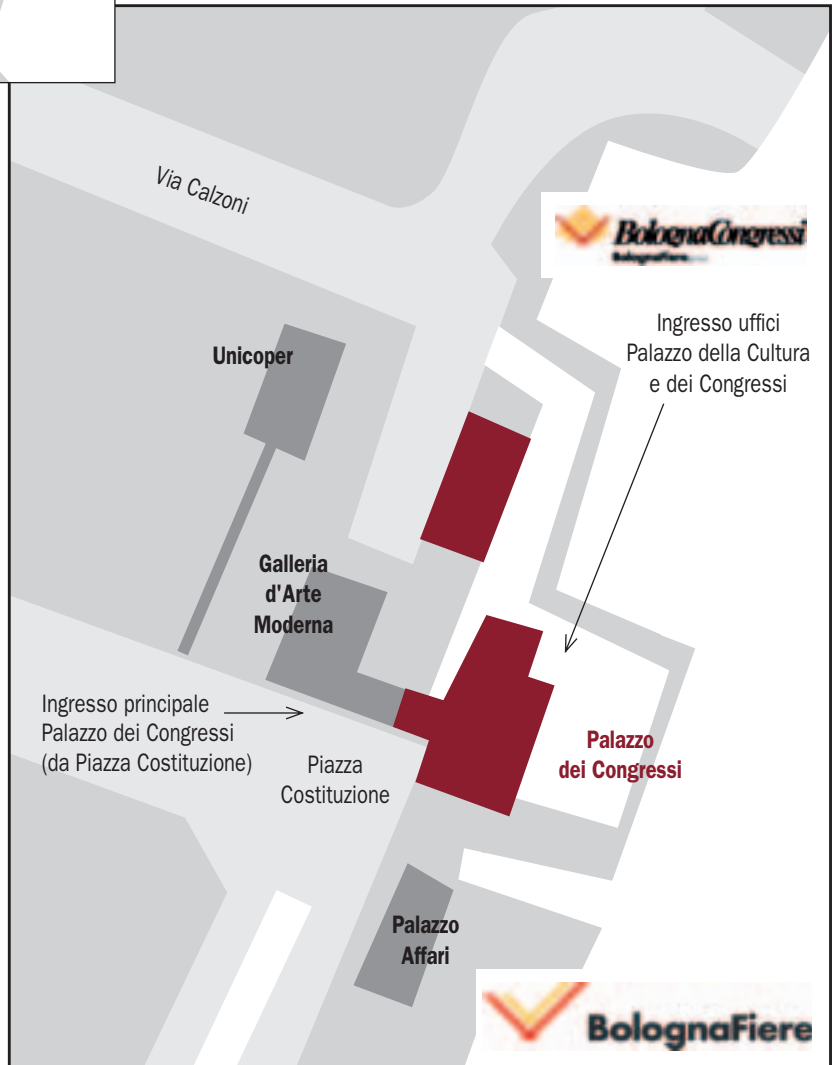 Via Calzoni
BolognaCongressi
Ingresso uffici
Palazzo della Cultura
e dei Congressi
Unicoper
Galleria
d'Arte
Moderna
Ingresso principale
Palazzo dei Congressi
(da Piazza Costituzione)
Piazza
Costituzione
Palazzo
dei Congressi
Palazzo
Affari
BolognaFiere